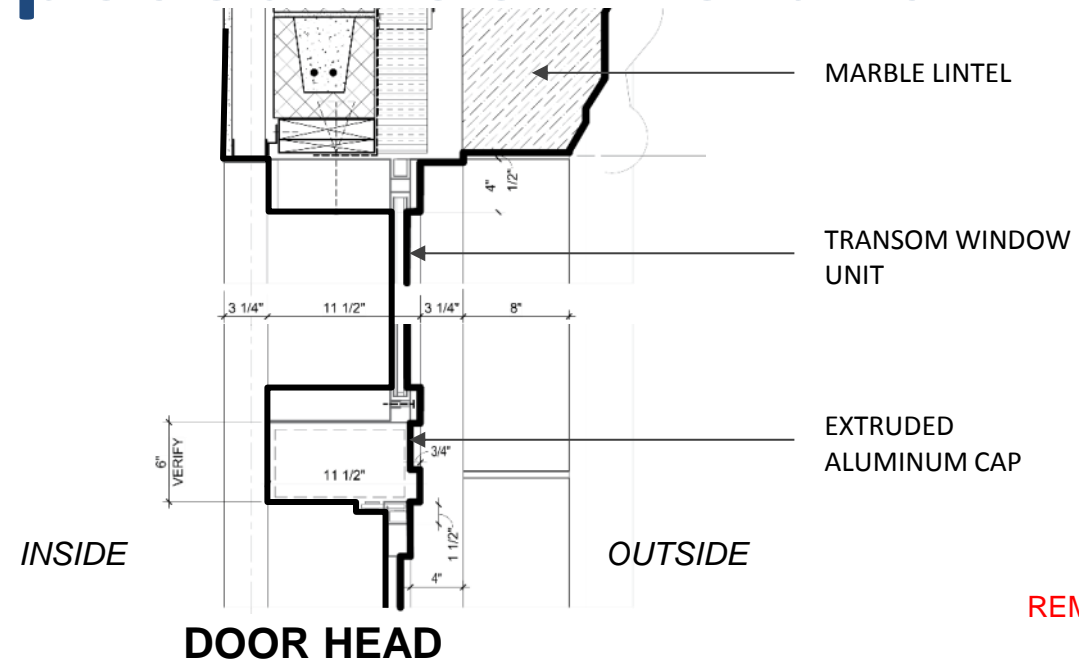 MARBLE LINTEL
4"
1/2"
TRANSOM WINDOW
UNIT
3 1/4"
11 1/2"
3 1/4"
8"
EXTRUDED
ALUMINUM CAP
6"
VERIFY
3/4"
11 1/2"
1 1/2"
INSIDE
OUTSIDE
4"
DOOR HEAD